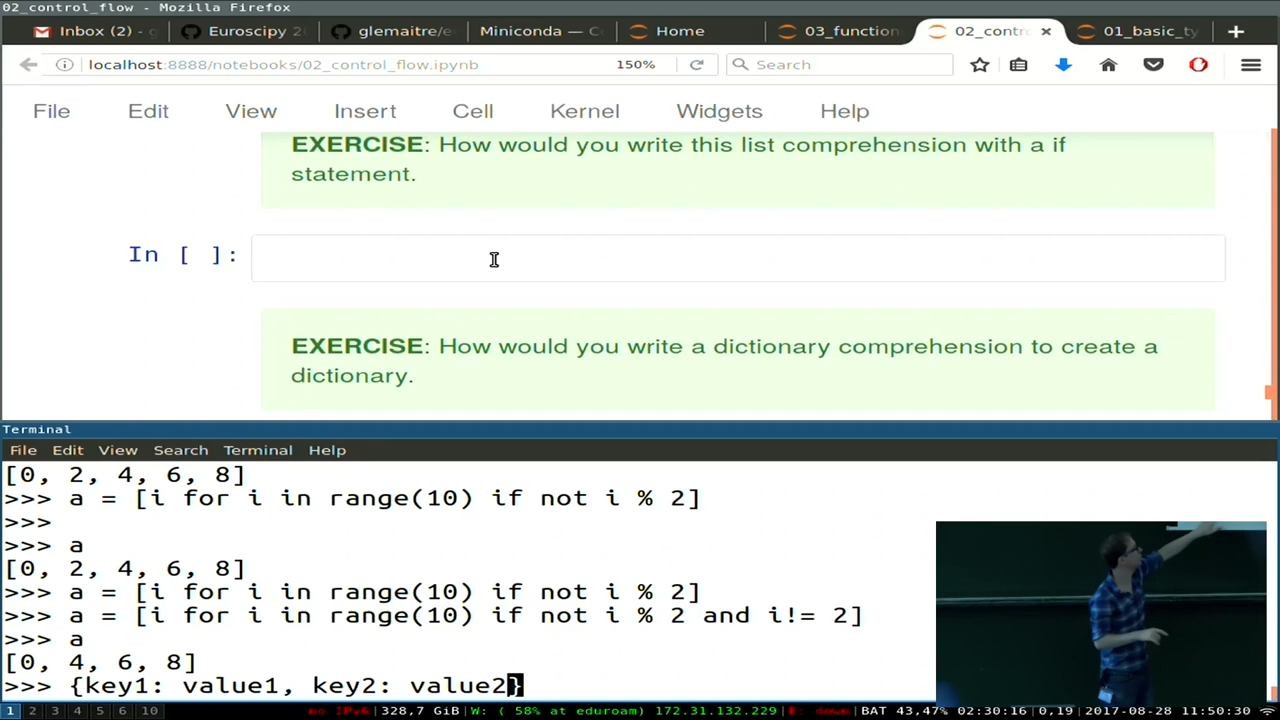 02_control_flow - Mozilla Firefox
Inbox (2) - g
Euroscipy 2
glemaitre/e
Miniconda — C
Home
03_function
02_contr
01_basic_ty
localhost:8888/notebooks/02_control_flow.ipynb
150%
Search
File Edit View Insert Cell Kernel Widgets Help
EXERCISE: How would you write this list comprehension with a if
statement.
In [ ]:
EXERCISE: How would you write a dictionary comprehension to create a
dictionary.
Terminal
File Edit View Search Terminal Help
[0, 2, 4, 6, 8]
>>> a = [i for i in range(10) if not i % 2]
>>>
>>> a
[0, 2, 4, 6, 8]
>>> a = [i for i in range(10) if not i % 2]
>>> a = [i for i in range(10) if not i % 2 and i!= 2]
>>> a
[0, 4, 6, 8]
>>> {key1: value1, key2: value2}
1 2 3 4 5 6 10 no IPv6|328,7 GiB|W: ( 58% at eduroam) 172.31.132.229|E: down|BAT 43,47% 02:30:16|0,19|2017-08-28 11:50:30